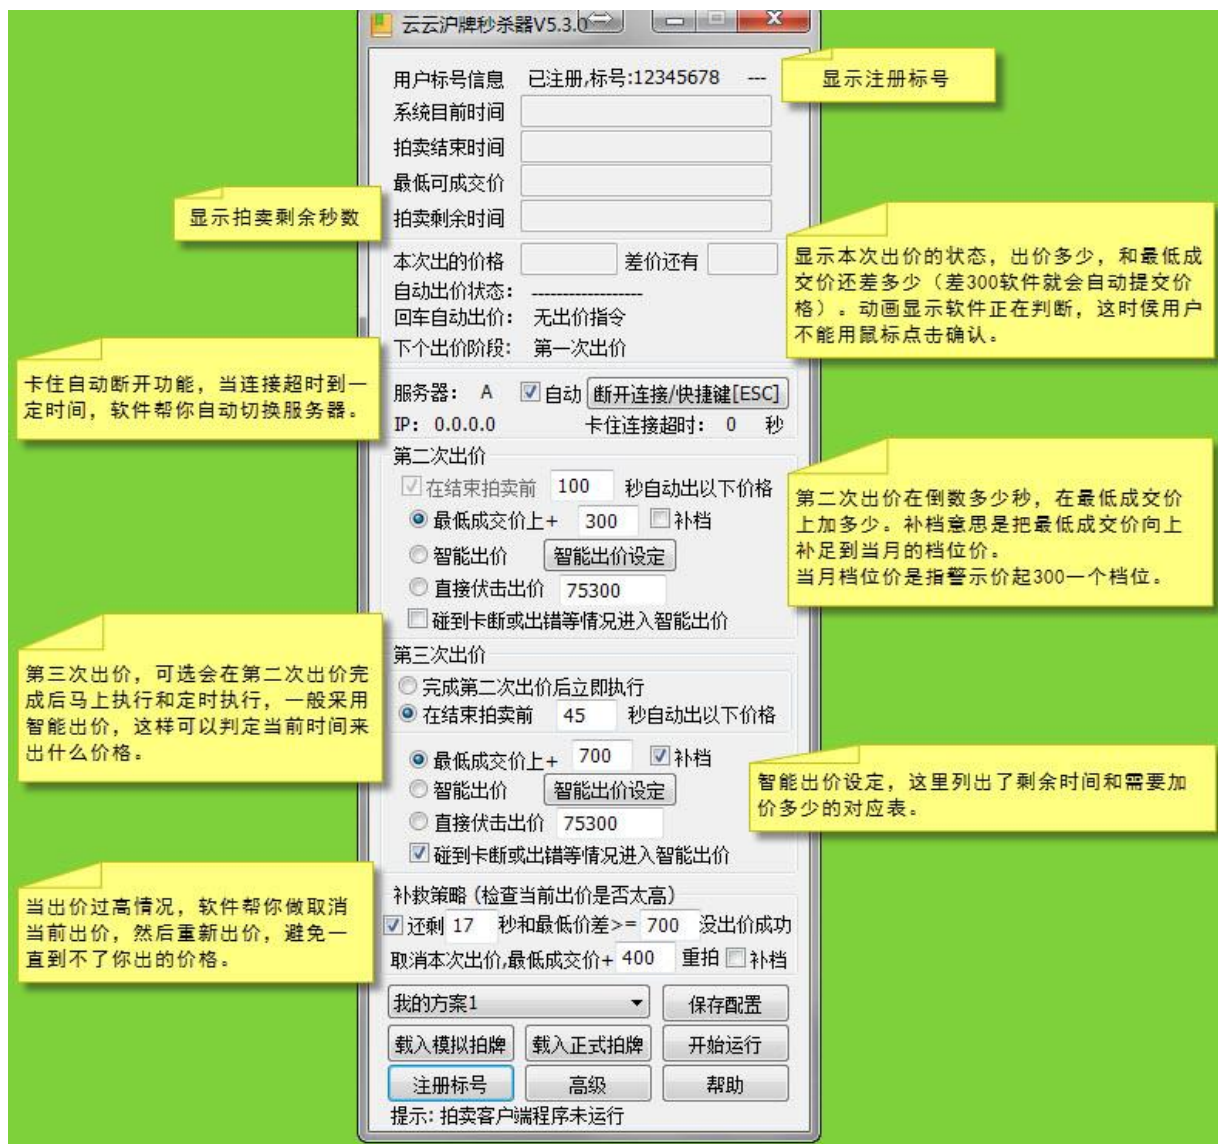 云云沪牌秒杀器V5.3.0
用户标号信息 已注册,标号:12345678 ---
显示注册标号
系统目前时间
拍卖结束时间
最低可成交价
拍卖剩余时间
显示拍卖剩余秒数
本次出的价格 差价还有
自动出价状态: -----------------
回车自动出价: 无出价指令
下个出价阶段: 第一次出价
显示本次出价的状态，出价多少，和最低成
交价还差多少（差300软件就会自动提交价
格）。动画显示软件正在判断，这时侯用户
不能用鼠标点击确认。
卡住自动断开功能，当连接超时到一
定时间，软件帮你自动切换服务器。
服务器: A 自动 断开连接/快捷键[ESC]
IP: 0.0.0.0 卡住连接超时: 0 秒
第二次出价
在结束拍卖前 100 秒自动出以下价格
最低成交价上+ 300 补档
智能出价 智能出价设定
直接伏击出价 75300
碰到卡断或出错等情况进入智能出价
第二次出价在倒数多少秒，在最低成交价
上加多少。补档意思是把最低成交价向上
补足到当月的档位价。
当月档位价是指警示价起300一个档位。
第三次出价
完成第二次出价后立即执行
在结束拍卖前 45 秒自动出以下价格
最低成交价上+ 700 补档
智能出价 智能出价设定
直接伏击出价 75300
碰到卡断或出错等情况进入智能出价
第三次出价，可选会在第二次出价完
成后马上执行和定时执行，一般采用
智能出价，这样可以判定当前时间来
出什么价格。
智能出价设定，这里列出了剩余时间和需要加
价多少的对应表。
补救策略(检查当前出价是否太高)
还剩 17 秒和最低价差>= 700 没出价成功
取消本次出价,最低成交价+ 400 重拍 补档
当出价过高情况，软件帮你做取消
当前出价，然后重新出价，避免一
直到不了你出的价格。
我的方案1 保存配置
载入模拟拍牌 载入正式拍牌 开始运行
注册标号 高级 帮助
提示: 拍卖客户端程序未运行